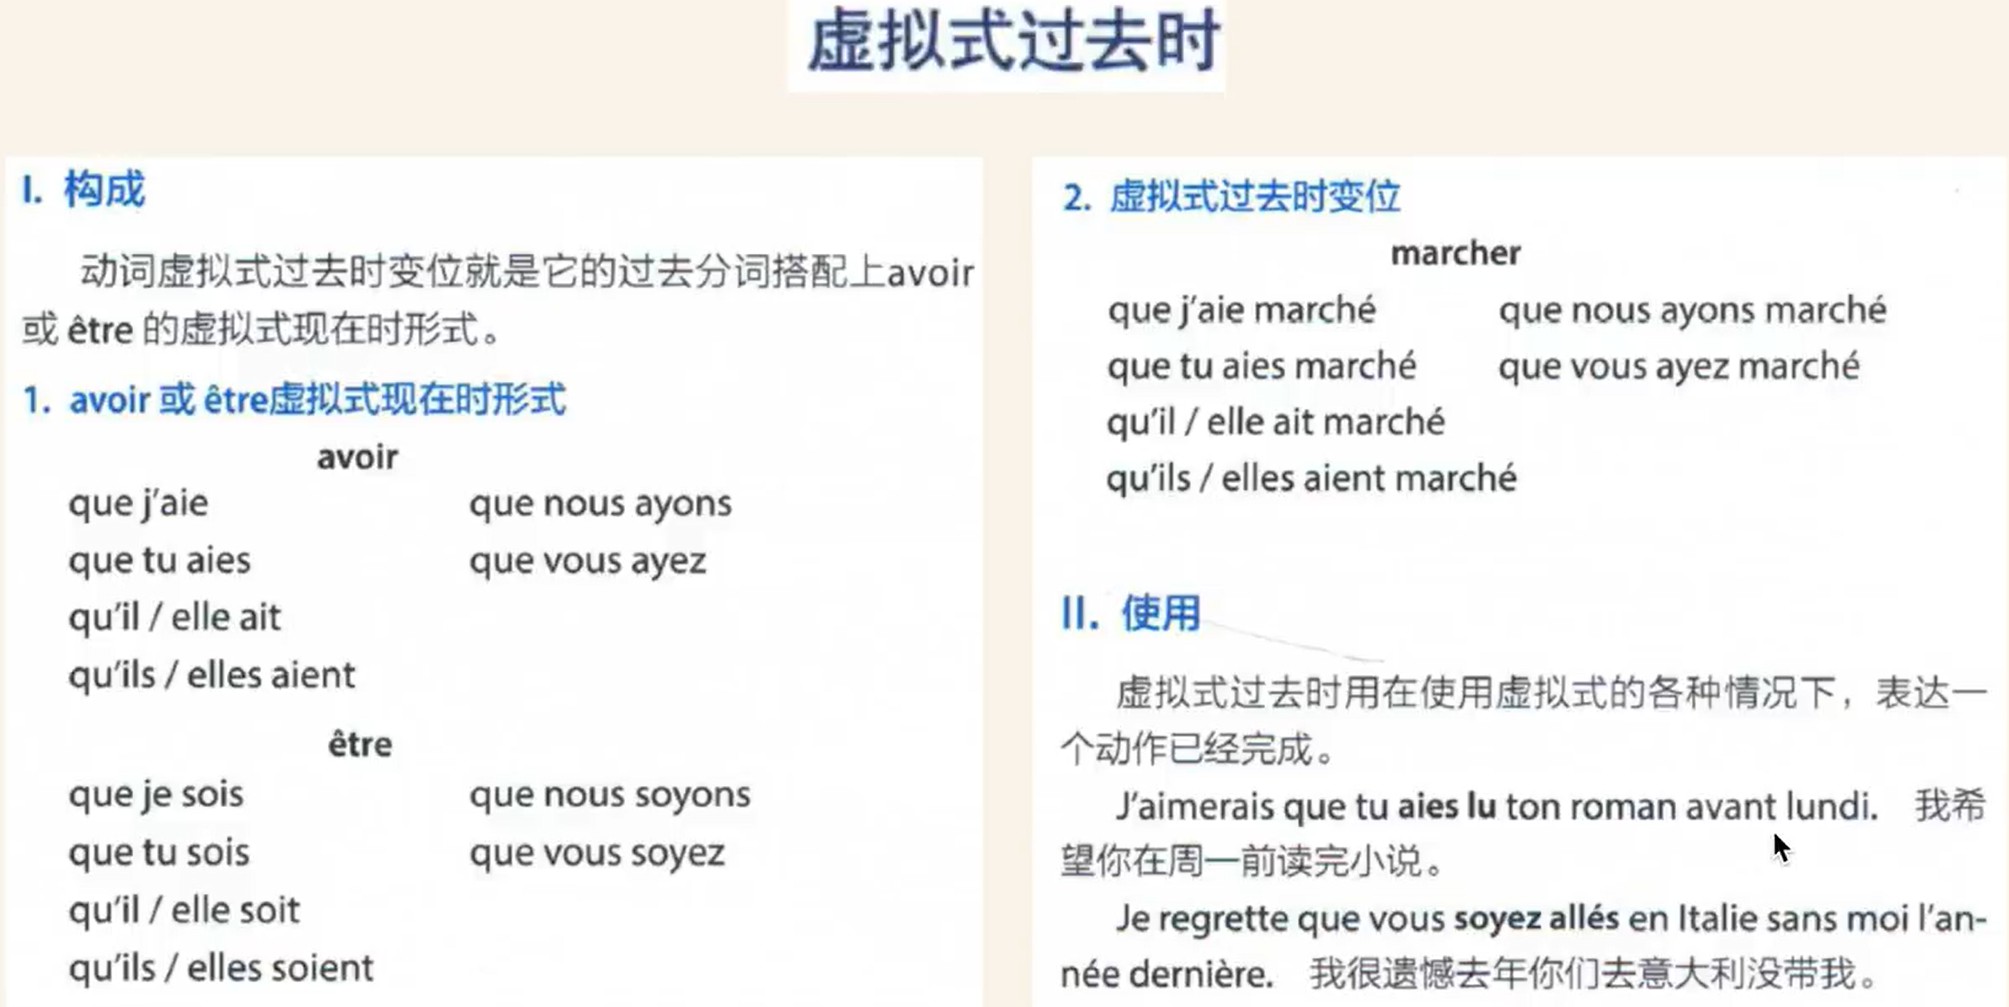 虚拟式过去时
I. 构成
动词虚拟式过去时变位就是它的过去分词搭配上avoir
或 être 的虚拟式现在时形式。
1. avoir 或 être虚拟式现在时形式
avoir
que j'aie que nous ayons
que tu aies que vous ayez
qu'il / elle ait
qu'ils / elles aient
être
que je sois que nous soyons
que tu sois que vous soyez
qu'il / elle soit
qu'ils / elles soient
2. 虚拟式过去时变位
marcher
que j'aie marché que nous ayons marché
que tu aies marché que vous ayez marché
qu'il / elle ait marché
qu'ils / elles aient marché
II. 使用
虚拟式过去时用在使用虚拟式的各种情况下，表达一
个动作已经完成。
J'aimerais que tu aies lu ton roman avant lundi. 我希
望你在周一前读完小说。
Je regrette que vous soyez allés en Italie sans moi l'an-
née dernière. 我很遗憾去年你们去意大利没带我。